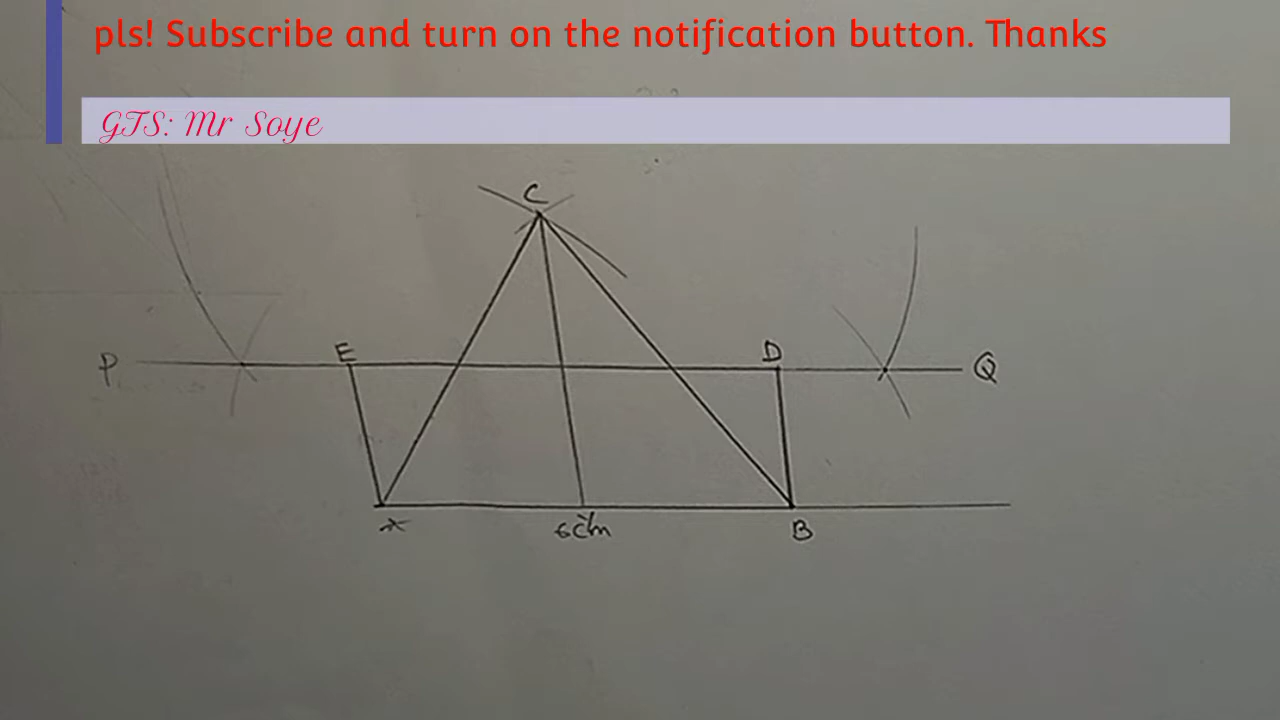 pls! Subscribe and turn on the notification button. Thanks
GTS: Mr Soye
C
P E D Q
6cm B